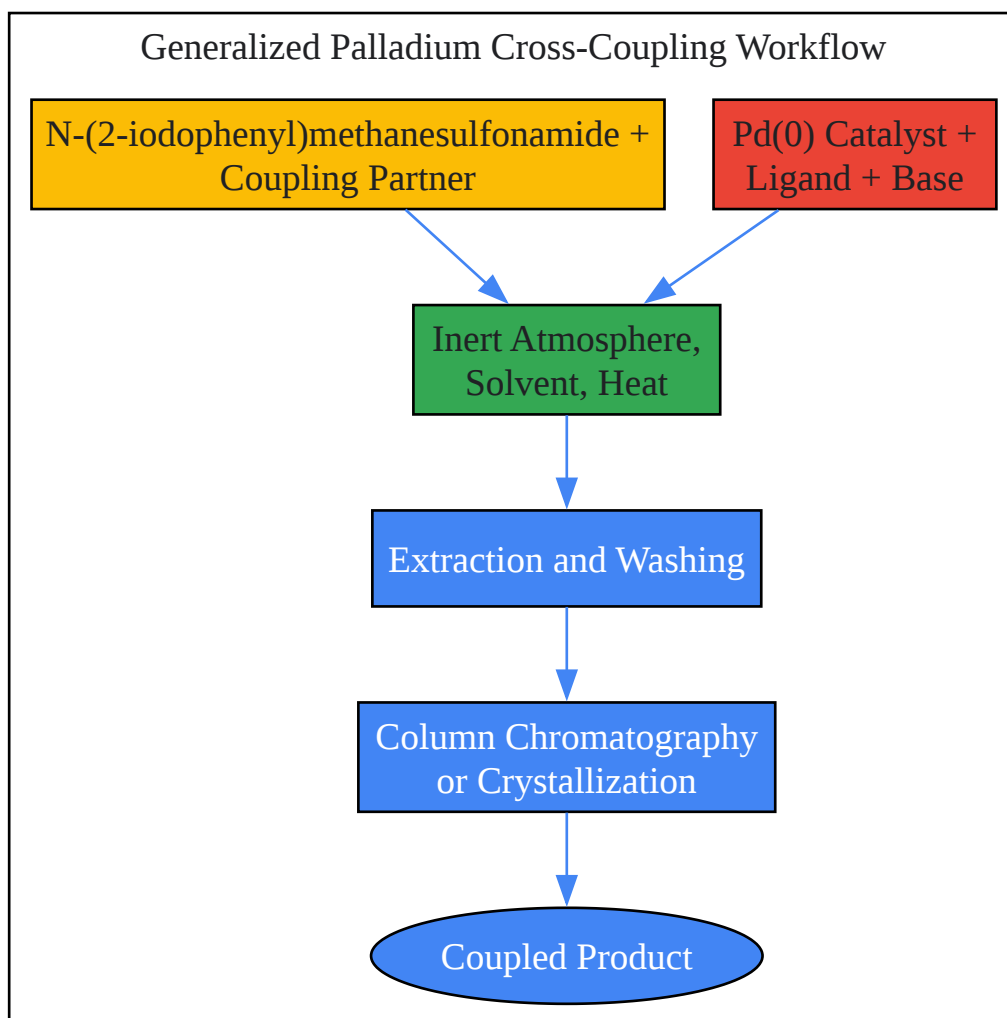 Generalized Palladium Cross-Coupling Workflow
N-(2-iodophenyl)methanesulfonamide +
Coupling Partner
Pd(0) Catalyst +
Ligand + Base
Inert Atmosphere,
Solvent, Heat
Extraction and Washing
Column Chromatography
or Crystallization
Coupled Product